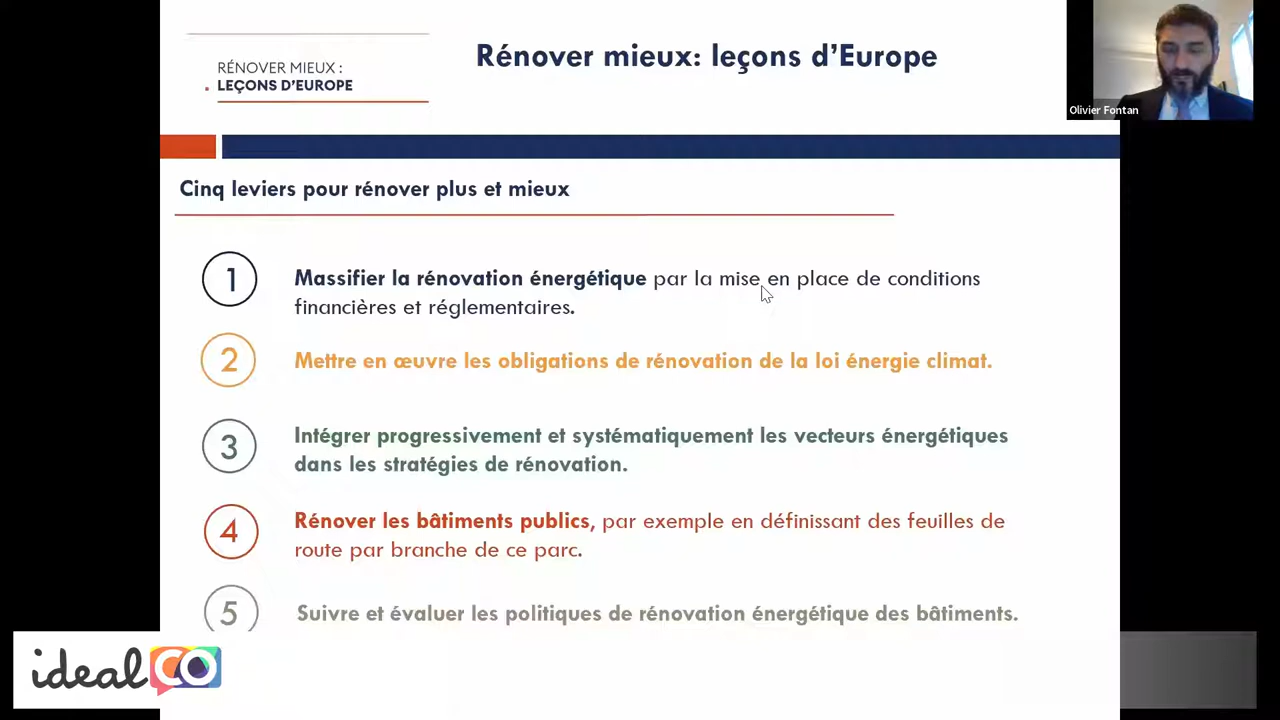 RÉNOVER MIEUX :
LEÇONS D'EUROPE
Rénover mieux: leçons d'Europe
Olivier Fontan
Cinq leviers pour rénover plus et mieux
1
Massifier la rénovation énergétique par la mise en place de conditions
financières et réglementaires.
2
Mettre en œuvre les obligations de rénovation de la loi énergie climat.
3
Intégrer progressivement et systématiquement les vecteurs énergétiques
dans les stratégies de rénovation.
4
Rénover les bâtiments publics, par exemple en définissant des feuilles de
route par branche de ce parc.
5
Suivre et évaluer les politiques de rénovation énergétique des bâtiments.
idealCO